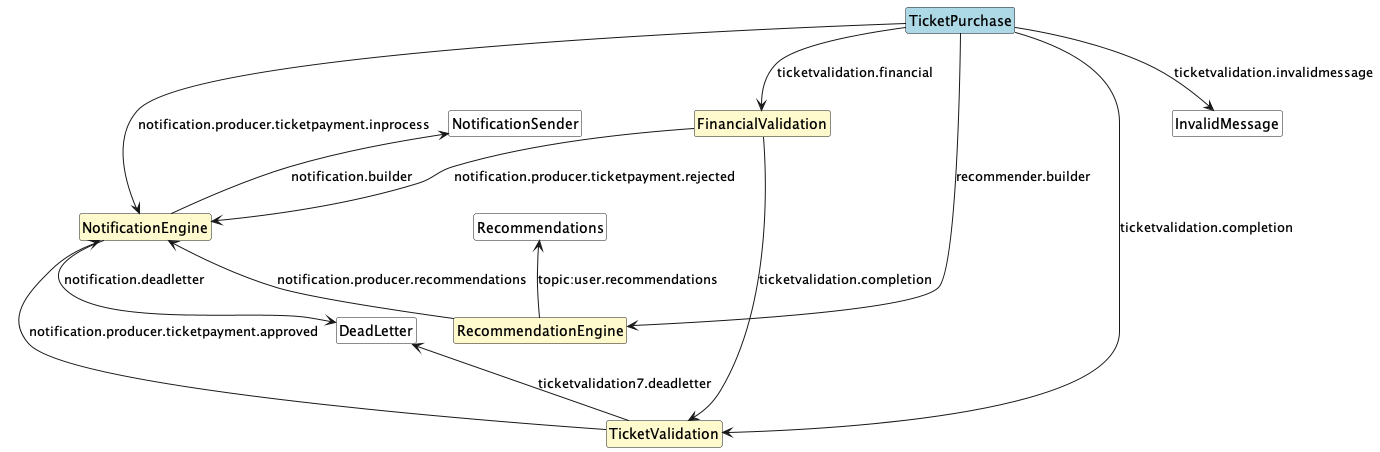 TicketPurchase
ticketvalidation.financial
ticketvalidation.invalidmessage
notification.producer.ticketpayment.inprocess
NotificationSender
FinancialValidation
InvalidMessage
notification.builder
notification.producer.ticketpayment.rejected
recommender.builder
NotificationEngine
Recommendations
ticketvalidation.completion
notification.deadletter
notification.producer.recommendations
topic:user.recommendations
ticketvalidation.completion
notification.producer.ticketpayment.approved
DeadLetter
RecommendationEngine
ticketvalidation7.deadletter
TicketValidation